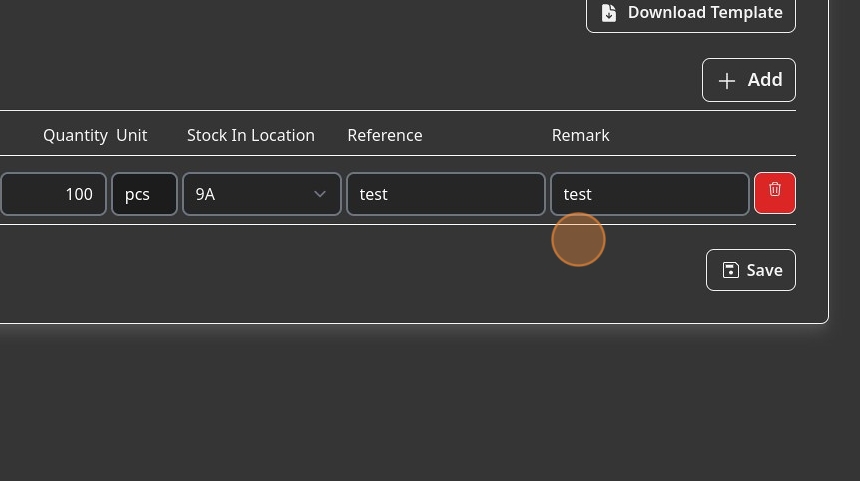 Download Template
Add
Quantity Unit Stock In Location Reference Remark
100 pcs 9A test test
Save